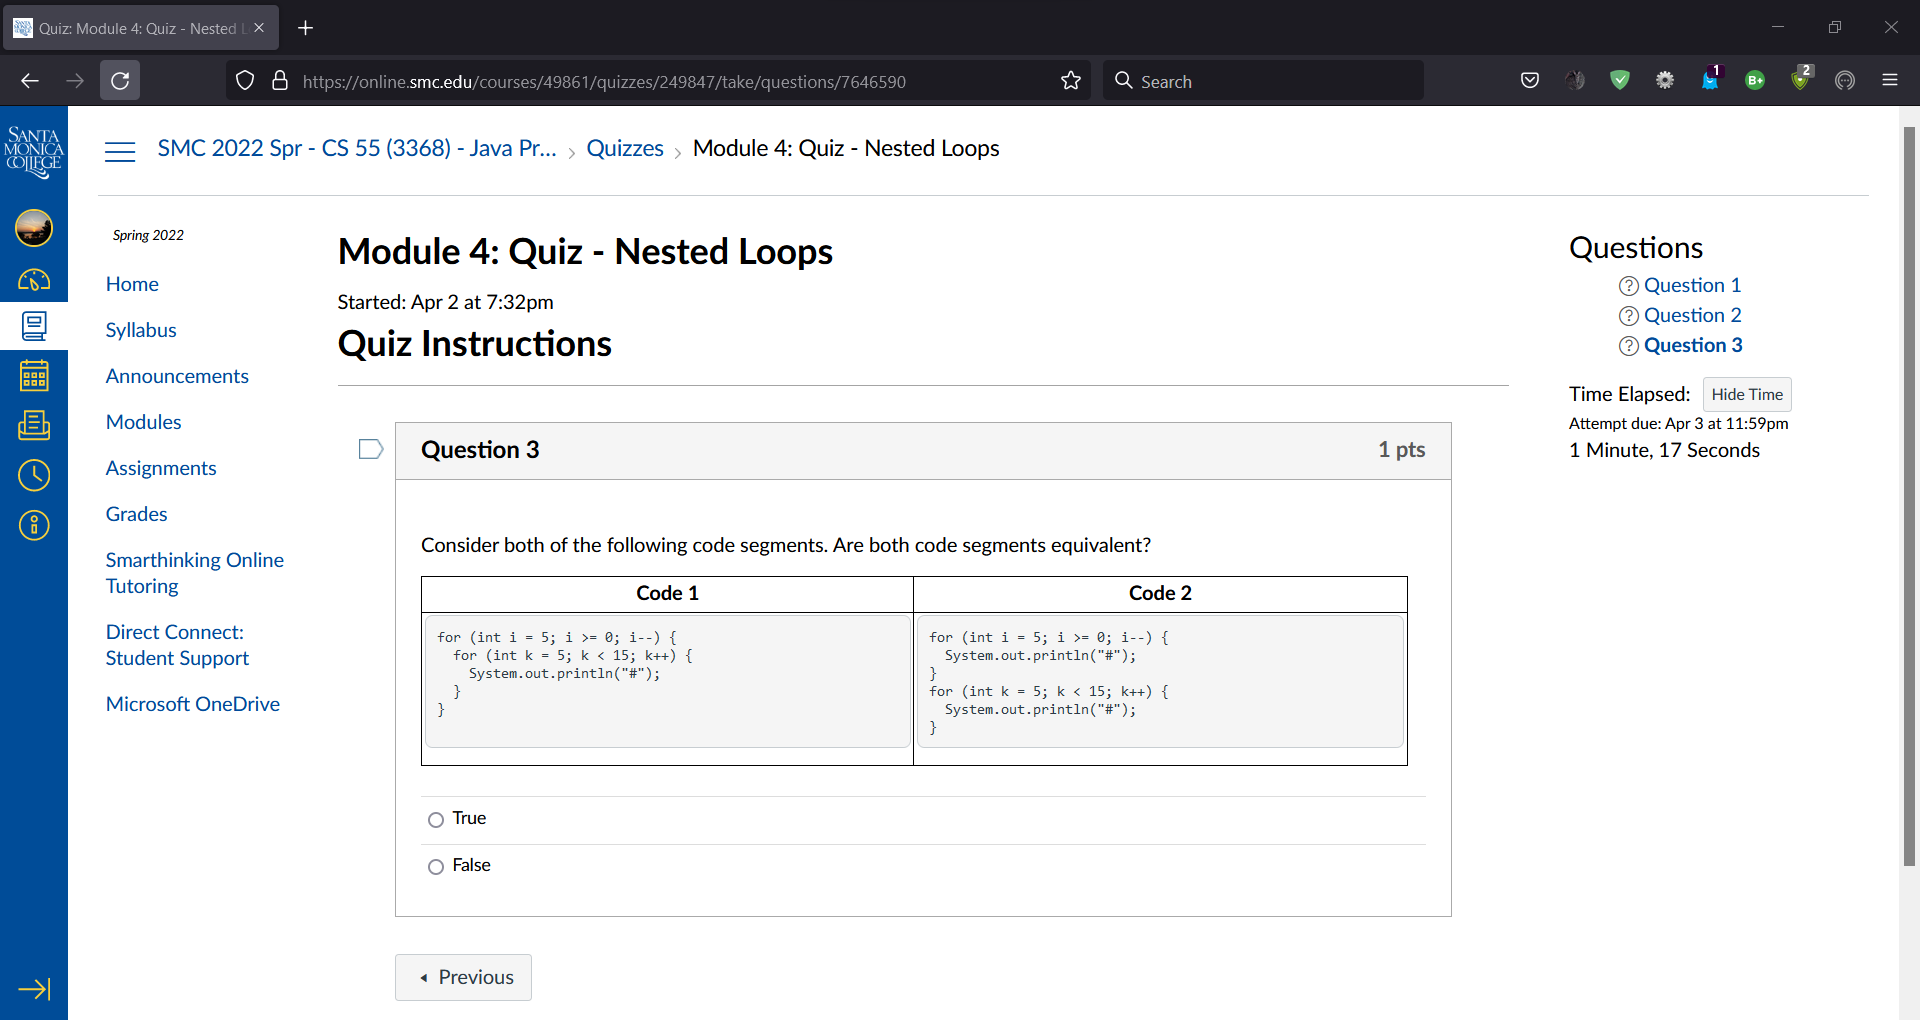 Quiz: Module 4: Quiz - Nested L
https://online.smc.edu/courses/49861/quizzes/249847/take/questions/7646590
Search
1
B+
2
SANTA
MONICA
COLLEGE
SMC 2022 Spr - CS 55 (3368) - Java Pr... › Quizzes › Module 4: Quiz - Nested Loops
Spring 2022
Home
Syllabus
Announcements
Modules
Assignments
Grades
Smarthinking Online
Tutoring
Direct Connect:
Student Support
Microsoft OneDrive
Module 4: Quiz - Nested Loops
Started: Apr 2 at 7:32pm
Quiz Instructions
Question 3 1 pts
Consider both of the following code segments. Are both code segments equivalent?
Code 1
for (int i = 5; i >= 0; i--) {
  for (int k = 5; k < 15; k++) {
    System.out.println("#");
  }
}
Code 2
for (int i = 5; i >= 0; i--) {
  System.out.println("#");
}
for (int k = 5; k < 15; k++) {
  System.out.println("#");
}
True
False
◂ Previous
Questions
Question 1
Question 2
Question 3
Time Elapsed: Hide Time
Attempt due: Apr 3 at 11:59pm
1 Minute, 17 Seconds